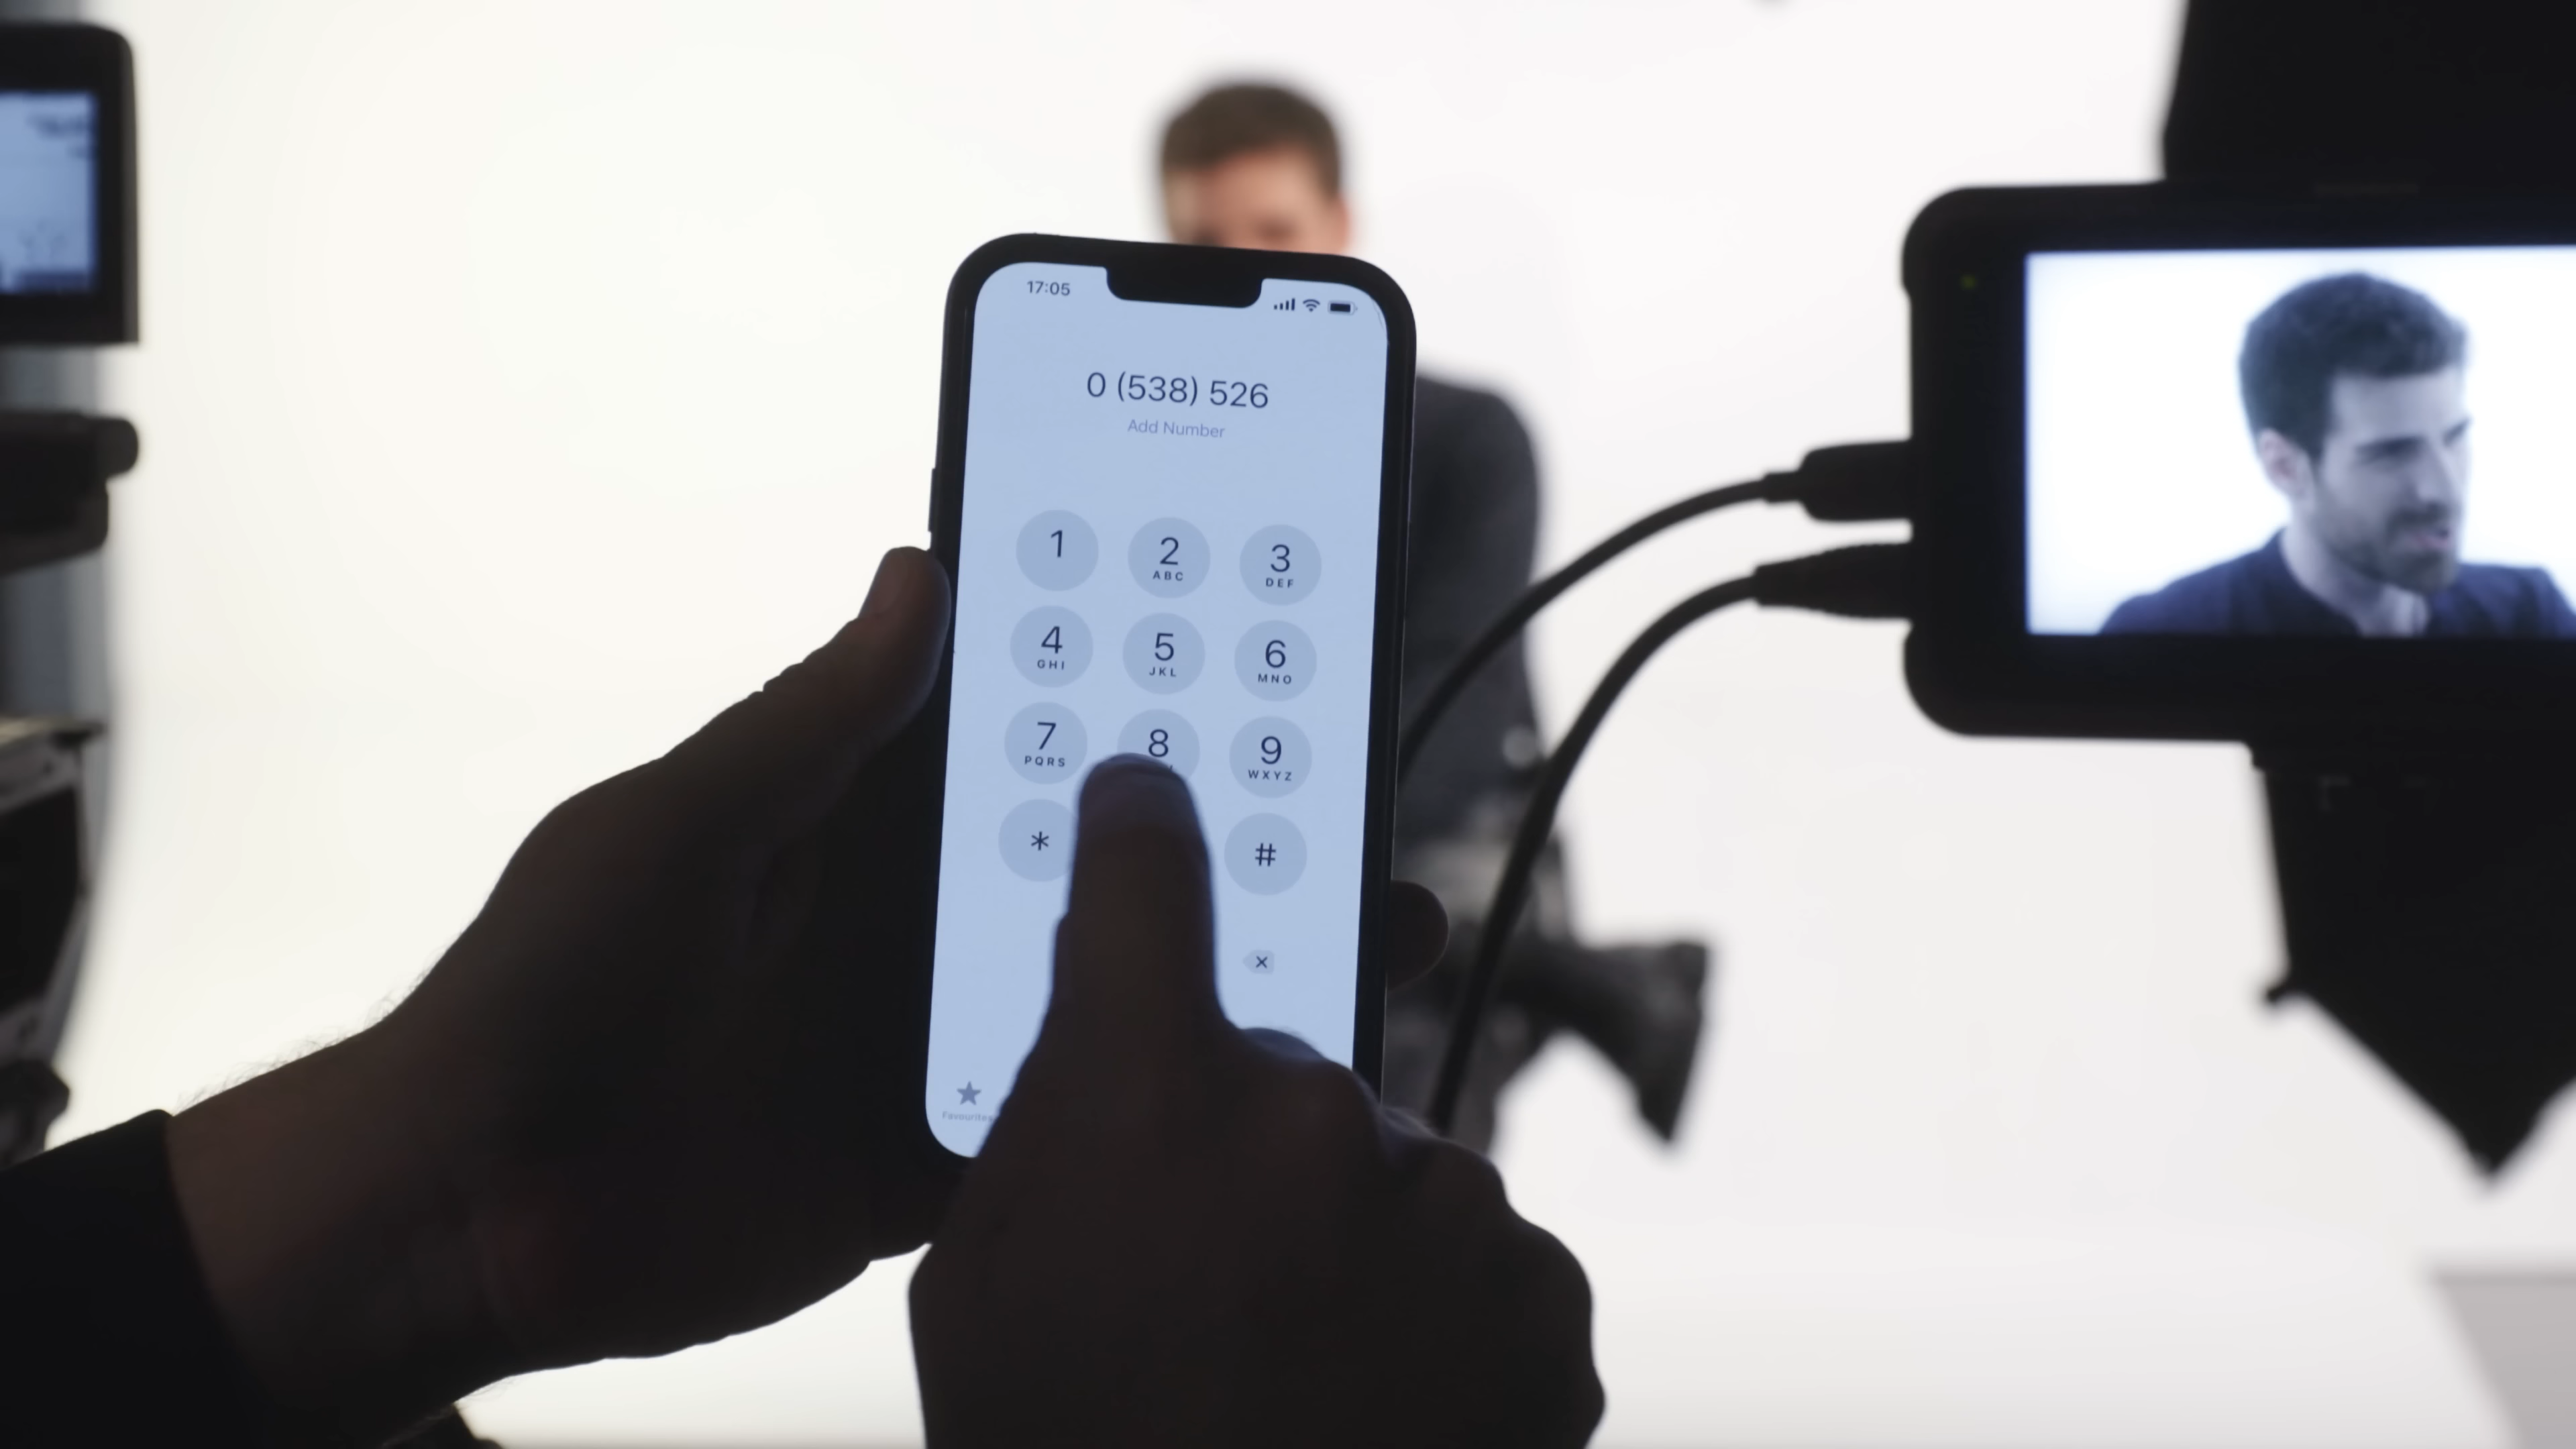 17:05
0 (538) 526
Add Number
1
2
ABC
3
DEF
4
GHI
5
JKL
6
MNO
7
PQRS
8
9
WXYZ
*
#
Favourites